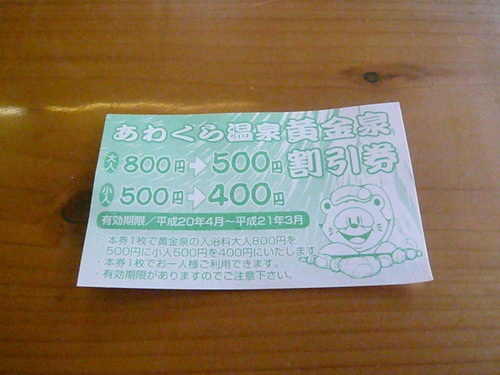 あわくら温泉 黄金泉
大人 800円→500円 割引券
小人 500円→400円
有効期限／平成20年4月～平成21年3月
・本券1枚で黄金泉の入浴料大人800円を
500円に小人500円を400円にいたします。
・本券1枚でお一人様ご利用できます。
・有効期限がありますのでご注意下さい。